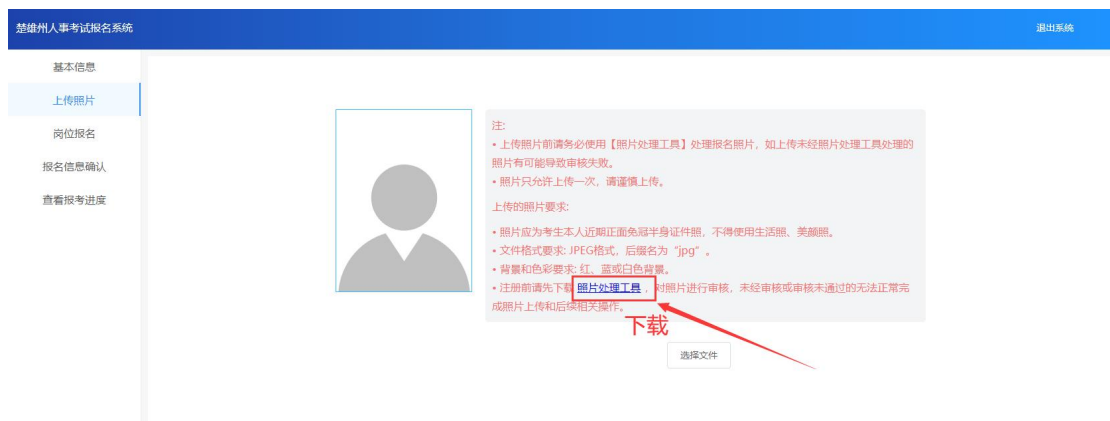 楚雄州人事考试报名系统
退出系统
基本信息
上传照片
岗位报名
报名信息确认
查看报考进度
注:
• 上传照片前请务必使用【照片处理工具】处理报名照片，如上传未经照片处理工具处理的
照片有可能导致审核失败。
• 照片只允许上传一次，请谨慎上传。
上传的照片要求:
• 照片应为考生本人近期正面免冠半身证件照，不得使用生活照、美颜照。
• 文件格式要求: JPEG格式，后缀名为“jpg”。
• 背景和色彩要求: 红、蓝或白色背景。
• 注册前请先下载 照片处理工具 ，对照片进行审核，未经审核或审核未通过的无法正常完
成照片上传和后续相关操作。
下载
选择文件